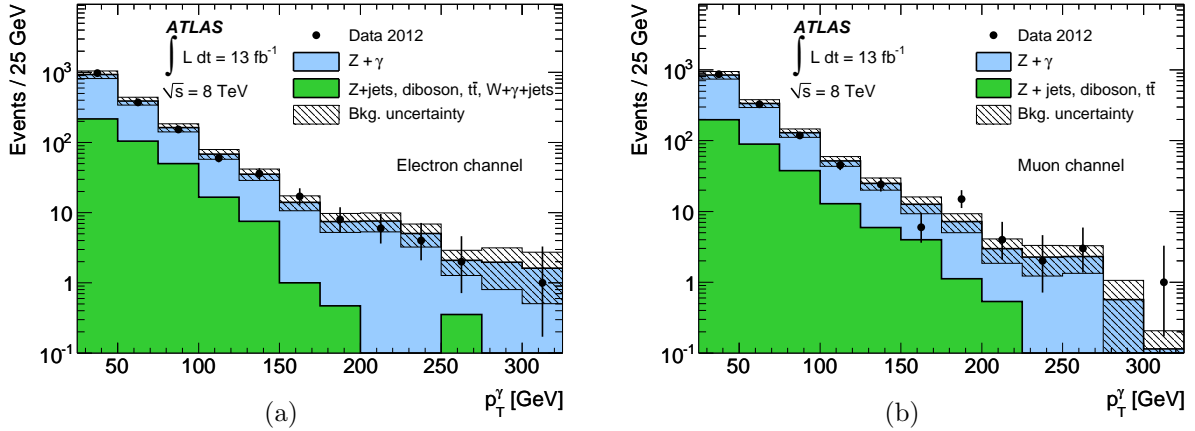 Events / 25 GeV
10³
10²
10
1
10⁻¹
ATLAS
∫ L dt = 13 fb⁻¹
√s = 8 TeV
Data 2012
Z + γ
Z+jets, diboson, tt̄, W+γ+jets
Bkg. uncertainty
Electron channel
50 100 150 200 250 300
p_T^γ [GeV]
(a)
Events / 25 GeV
10³
10²
10
1
10⁻¹
ATLAS
∫ L dt = 13 fb⁻¹
√s = 8 TeV
Data 2012
Z + γ
Z + jets, diboson, tt̄
Bkg. uncertainty
Muon channel
50 100 150 200 250 300
p_T^γ [GeV]
(b)